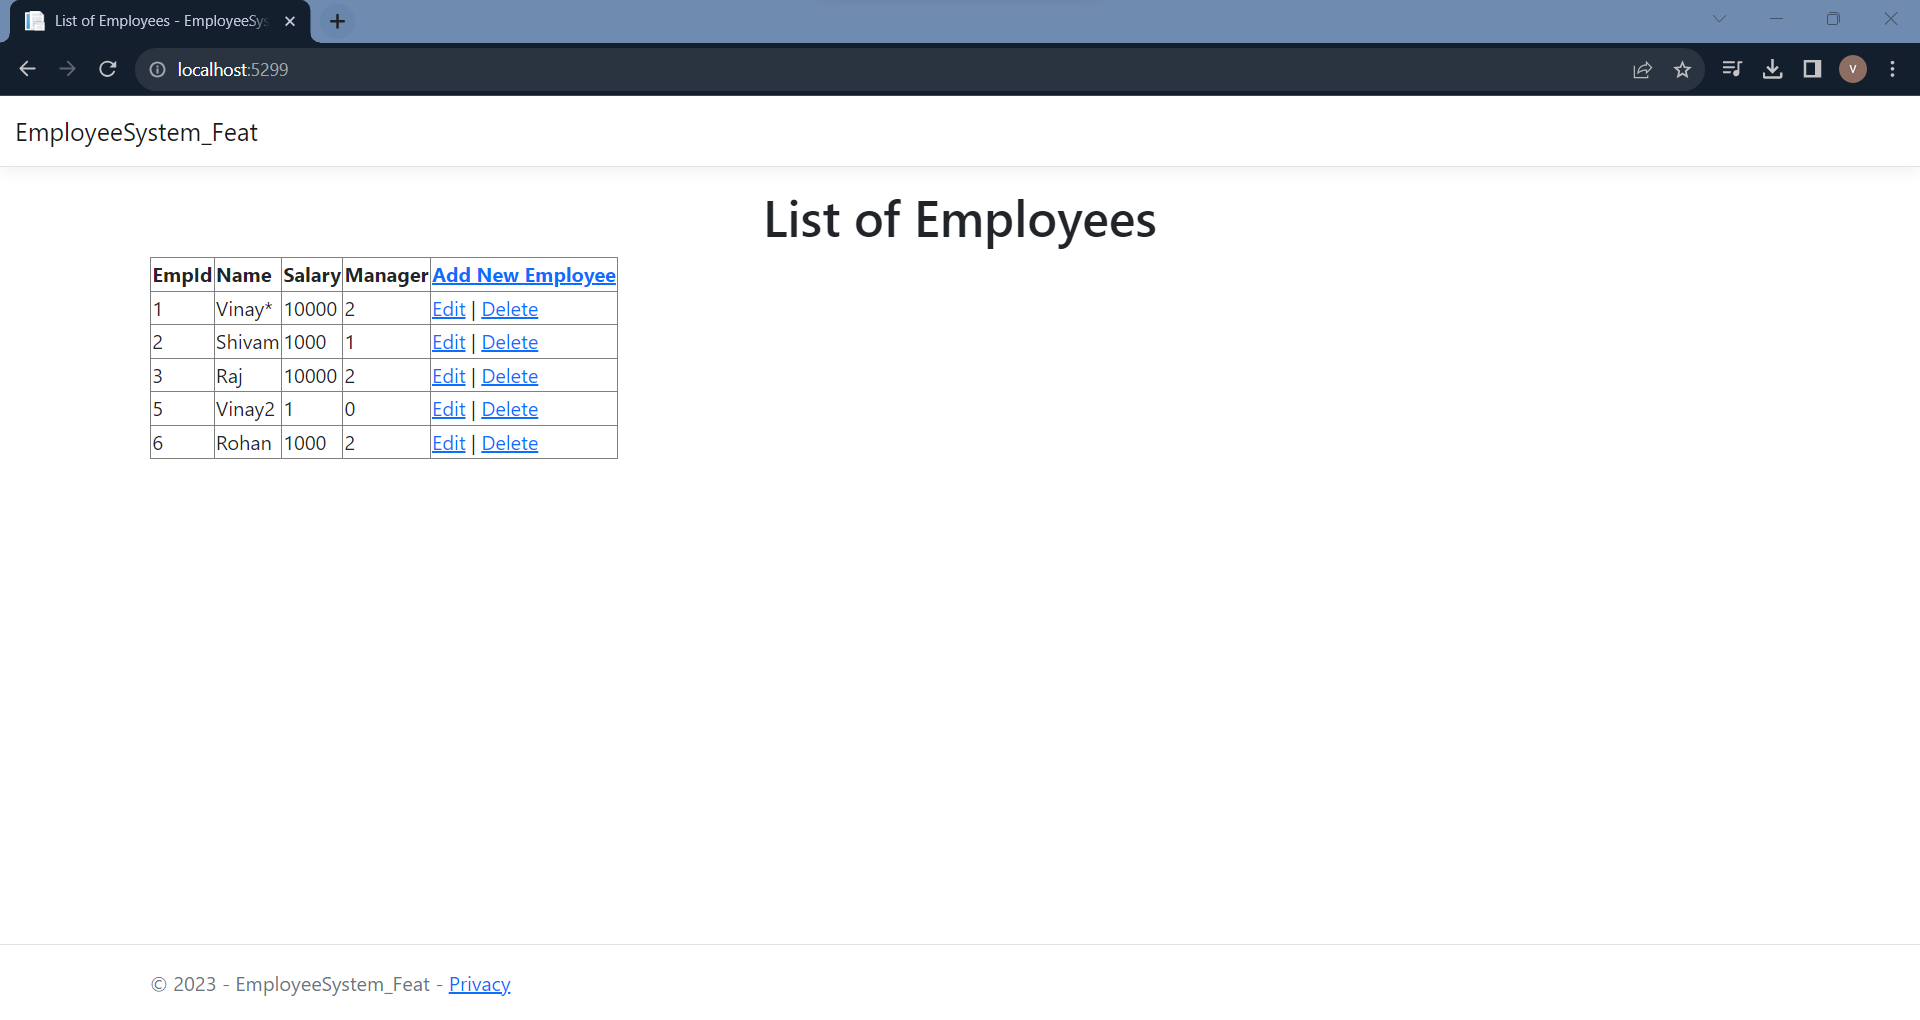 List of Employees - EmployeeSys
localhost:5299
V
EmployeeSystem_Feat
List of Employees
EmpId Name Salary Manager Add New Employee
1 Vinay* 10000 2 Edit | Delete
2 Shivam 1000 1 Edit | Delete
3 Raj 10000 2 Edit | Delete
5 Vinay2 1 0 Edit | Delete
6 Rohan 1000 2 Edit | Delete
© 2023 - EmployeeSystem_Feat - Privacy